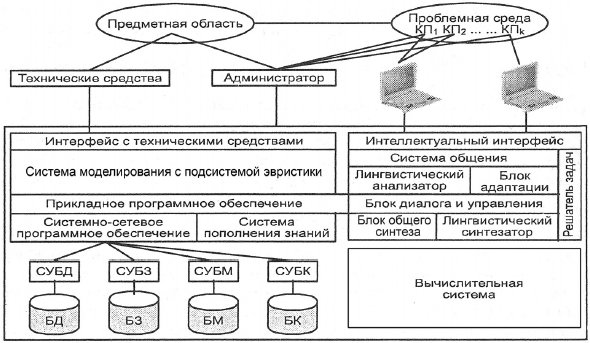 Предметная область
Проблемная среда
КП1 КП2 ... ... КПk
Технические средства
Администратор
Интерфейс с техническими средствами
Система моделирования с подсистемой эвристики
Прикладное программное обеспечение
Системно-сетевое
программное обеспечение
Система
пополнения знаний
Интеллектуальный интерфейс
Система общения
Лингвистический
анализатор
Блок
адаптации
Блок диалога и управления
Блок общего
синтеза
Лингвистический
синтезатор
Решатель задач
СУБД
СУБЗ
СУБМ
СУБК
БД
БЗ
БМ
БК
Вычислительная
система